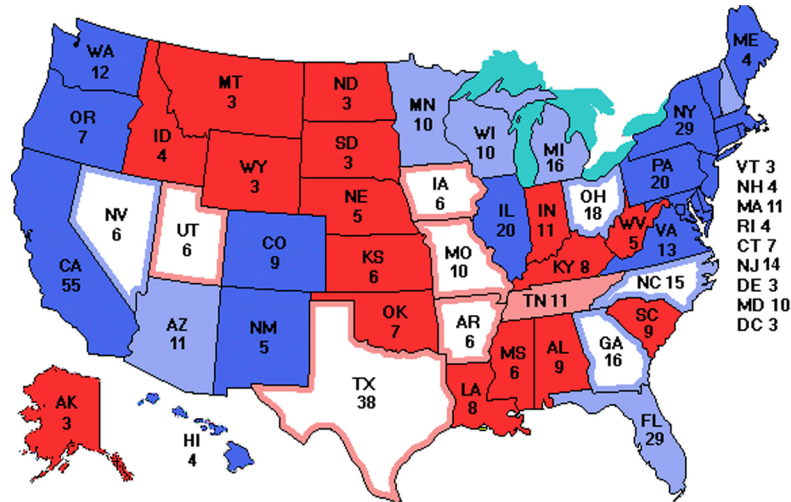 WA
12
OR
7
CA
55
NV
6
ID
4
MT
3
WY
3
UT
6
AZ
11
CO
9
NM
5
ND
3
SD
3
NE
5
KS
6
OK
7
TX
38
MN
10
IA
6
MO
10
AR
6
LA
8
WI
10
IL
20
MI
16
IN
11
OH
18
KY 8
TN 11
MS
6
AL
9
GA
16
FL
29
SC
9
NC 15
VA
13
WV
5
PA
20
NY
29
ME
4
AK
3
HI
4
VT 3
NH 4
MA 11
RI 4
CT 7
NJ 14
DE 3
MD 10
DC 3